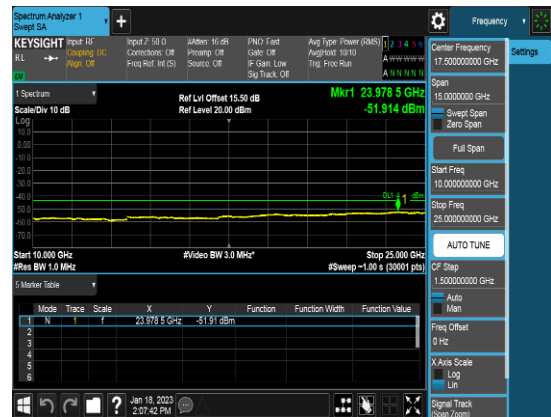 Spectrum Analyzer 1
Swept SA
+
Frequency
KEYSIGHT
RL
Input: RF
Coupling: DC
Align: Off
Input Z: 50 Ω
Corrections: Off
Freq Ref: Int (S)
#Atten: 16 dB
Preamp: Off
Source: Off
PNO: Fast
Gate: Off
IF Gain: Low
Sig Track: Off
Avg Type: Power (RMS)
Avg|Hold: 10/10
Trig: Free Run
1 2 3 4 5 6
A W W W W W
A N N N N N
1 Spectrum
Scale/Div 10 dB
Log
Ref Lvl Offset 15.50 dB
Ref Level 20.00 dBm
Mkr1 23.978 5 GHz
-51.914 dBm
10.0
0.00
-10.0
-20.0
-30.0
-40.0
-50.0
-60.0
-70.0
1
Start 10.000 GHz
#Res BW 1.0 MHz
#Video BW 3.0 MHz*
Stop 25.000 GHz
#Sweep ~1.00 s (30001 pts)
5 Marker Table
Mode Trace Scale X Y Function Function Width Function Value
1 N 1 f 23.978 5 GHz -51.91 dBm
2
3
4
5
6
?
Jan 18, 2023
2:07:42 PM
Center Frequency
17.500000000 GHz
Settings
Span
15.0000000 GHz
Swept Span
Zero Span
Full Span
Start Freq
10.000000000 GHz
Stop Freq
25.000000000 GHz
AUTO TUNE
CF Step
1.500000000 GHz
Auto
Man
Freq Offset
0 Hz
X Axis Scale
Log
Lin
Signal Track
(Span Zoom)